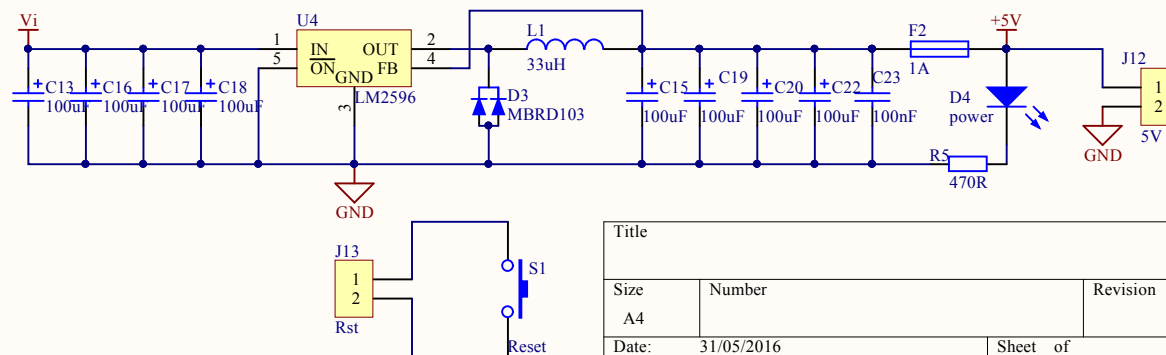 Vi
U4
L1
33uH
F2
1A
+5V
J12
1
2
5V
GND
1
5
IN
ON
GND
3
OUT
FB
2
4
LM2596
C13
100uF
C16
100uF
C17
100uF
C18
100uF
D3
MBRD103
C15
100uF
C19
100uF
C20
100uF
C22
100uF
C23
100nF
D4
power
R5
470R
GND
J13
1
2
Rst
S1
Reset
Title
Size
A4
Number
Revision
Date: 31/05/2016
Sheet of